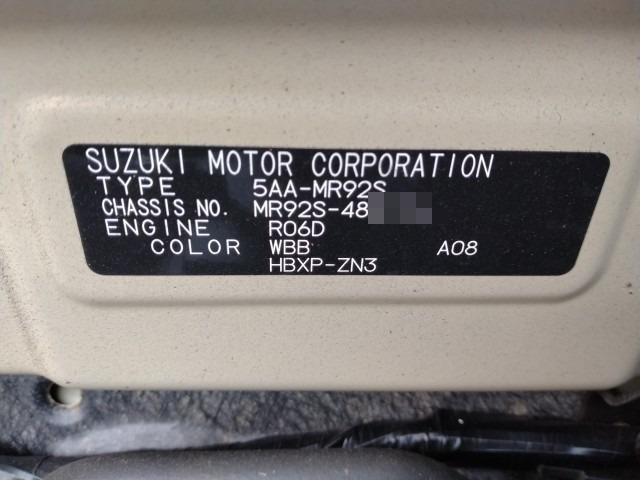 SUZUKI MOTOR CORPORATION
TYPE 5AA-MR92S
CHASSIS NO. MR92S-48
ENGINE R06D
COLOR WBB A08
HBXP-ZN3